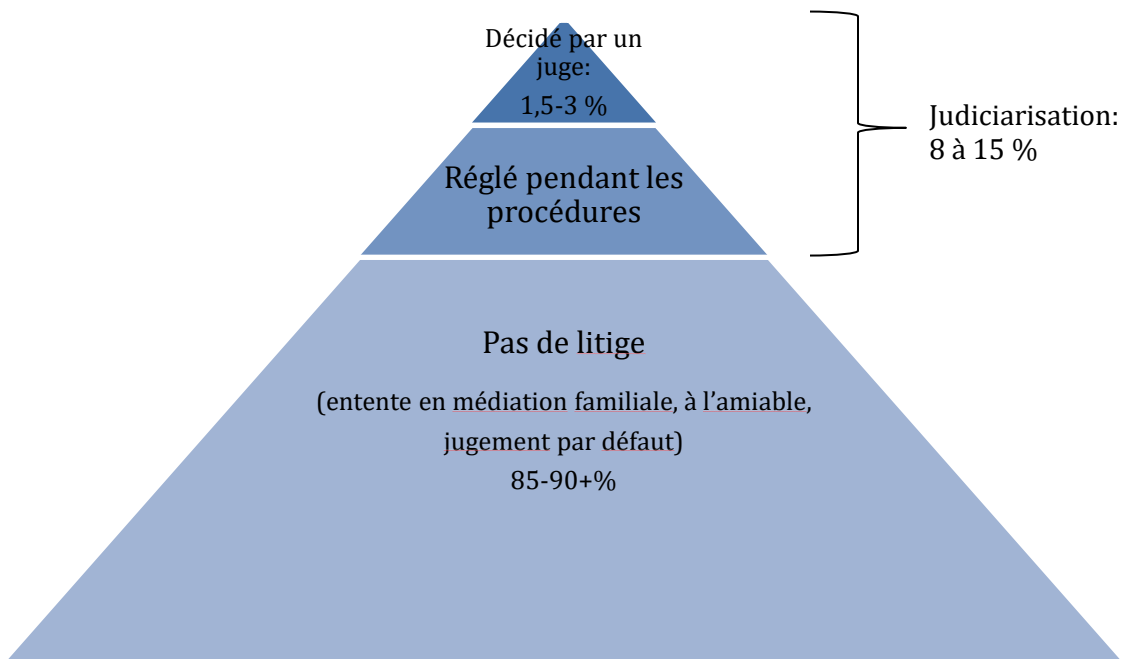 Décidé par un
juge:
1,5-3 %
Judiciarisation:
8 à 15 %
Réglé pendant les
procédures
Pas de litige
(entente en médiation familiale, à l’amiable,
jugement par défaut)
85-90+%